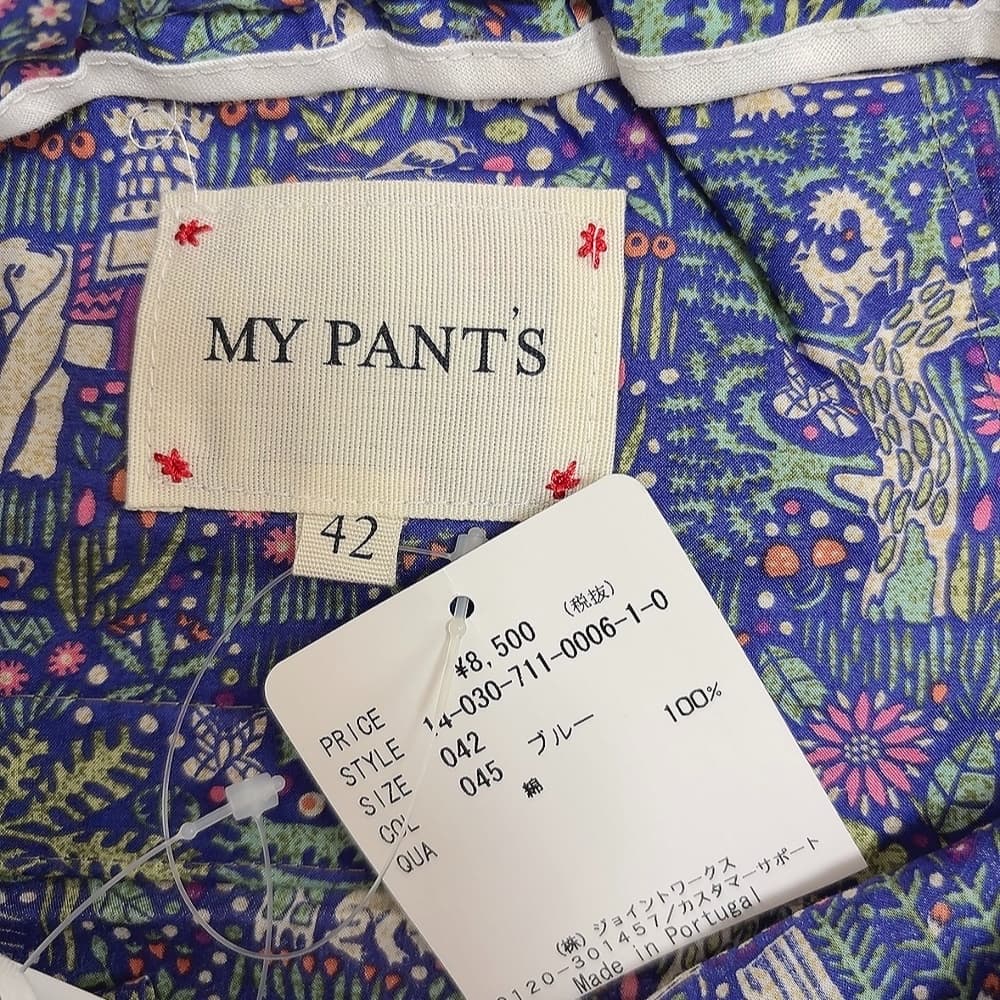 MY PANT'S
42
PRICE ¥8,500 (税抜)
STYLE 14-030-711-0006-1-0
SIZE 042
COL 045 ブルー
QUA 綿 100%
(株)ジョイントワークス
0120-301457/カスタマーサポート
Made in Portugal